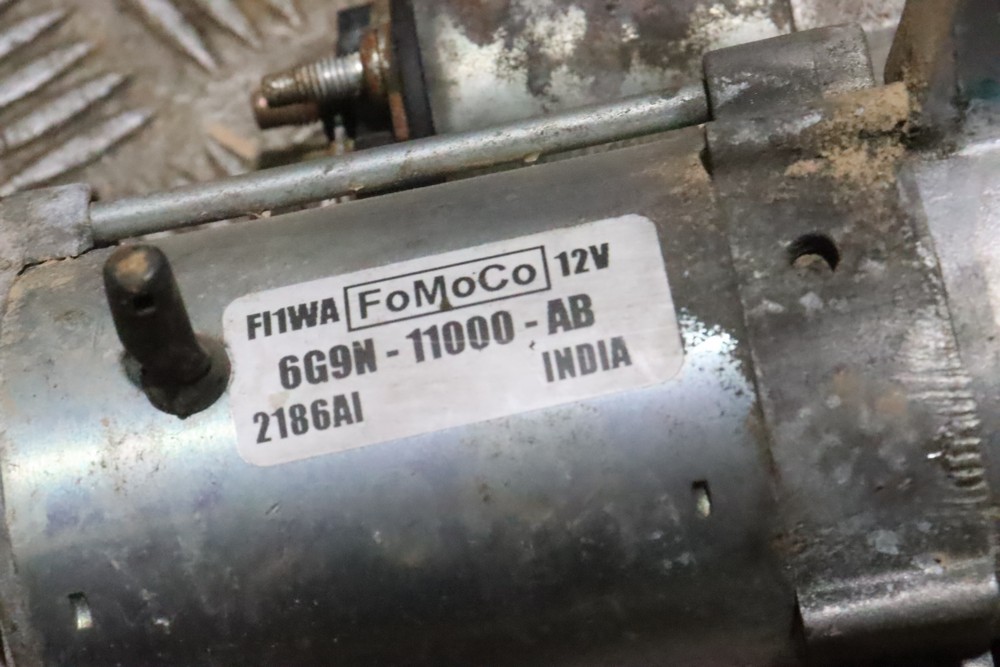 FI1WA FoMoCo 12V
6G9N - 11000 - AB
INDIA
2186AI